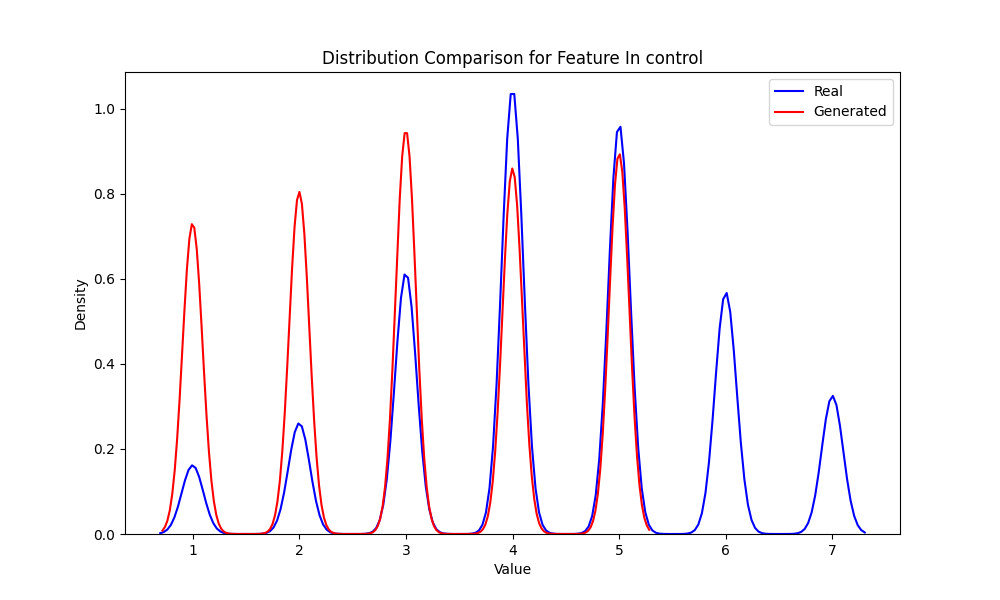 Distribution Comparison for Feature In control
Real
Generated
1.0
0.8
0.6
0.4
0.2
0.0
Density
1 2 3 4 5 6 7
Value